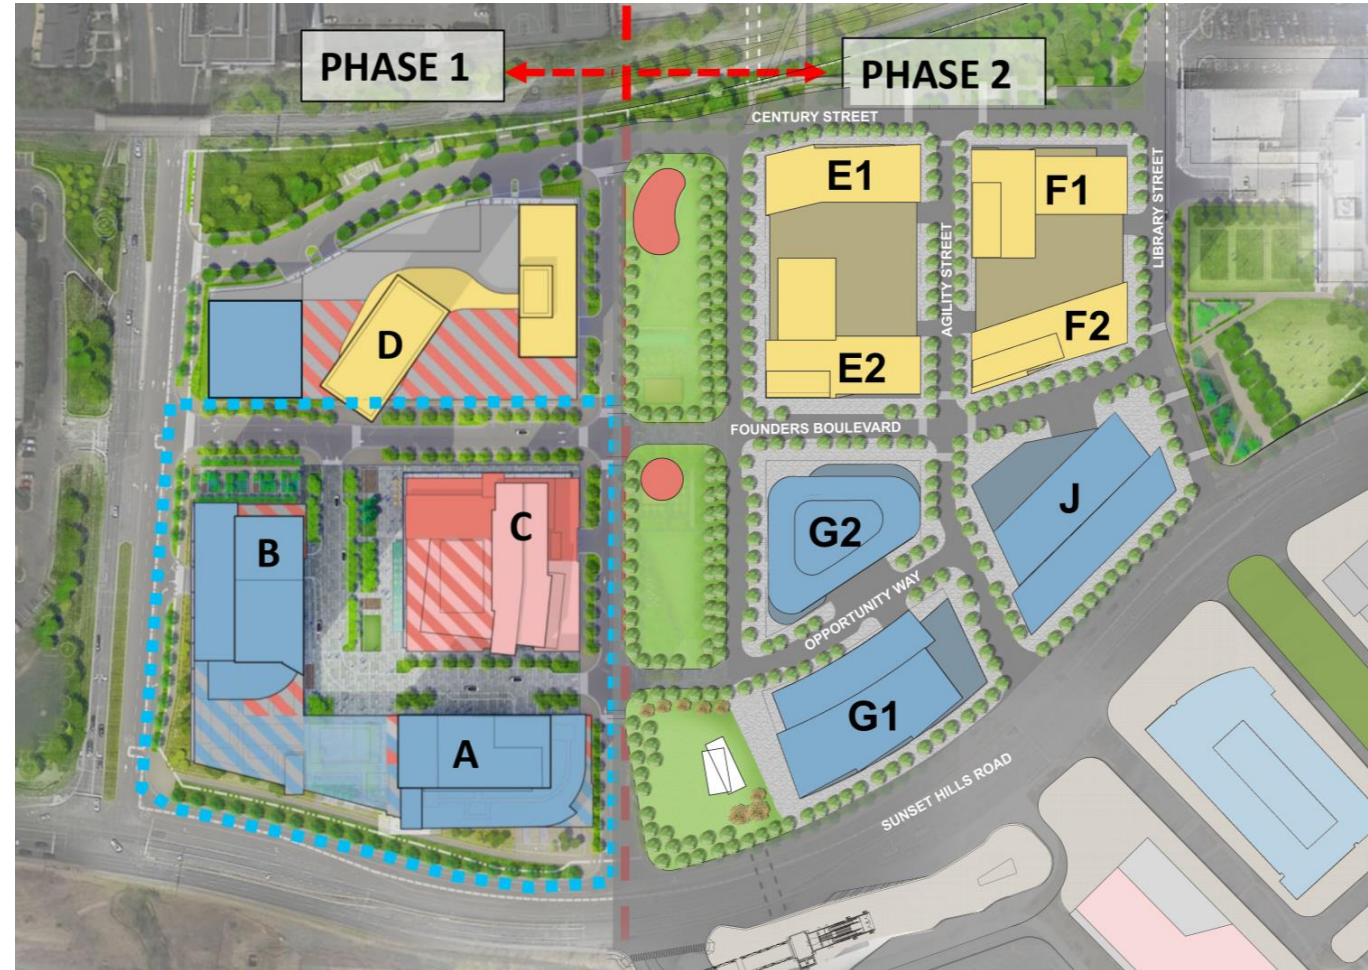 PHASE 1
PHASE 2
CENTURY STREET
E1
F1
LIBRARY STREET
AGILITY STREET
D
E2
F2
FOUNDERS BOULEVARD
B
C
G2
J
OPPORTUNITY WAY
A
G1
SUNSET HILLS ROAD